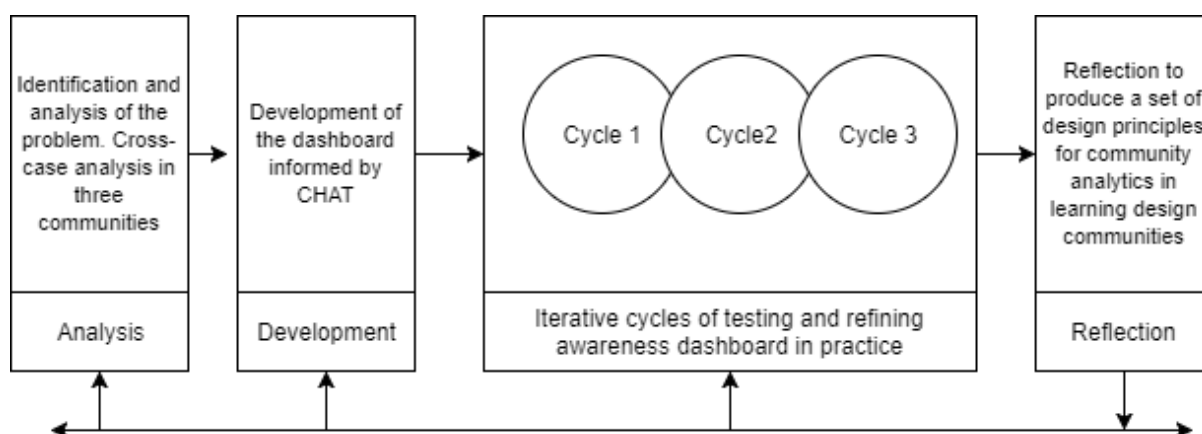 Identification and
analysis of the
problem. Cross-
case analysis in
three
communities
Analysis
Development of
the dashboard
informed by
CHAT
Development
Cycle 1
Cycle2
Cycle 3
Iterative cycles of testing and refining
awareness dashboard in practice
Reflection to
produce a set of
design principles
for community
analytics in
learning design
communities
Reflection